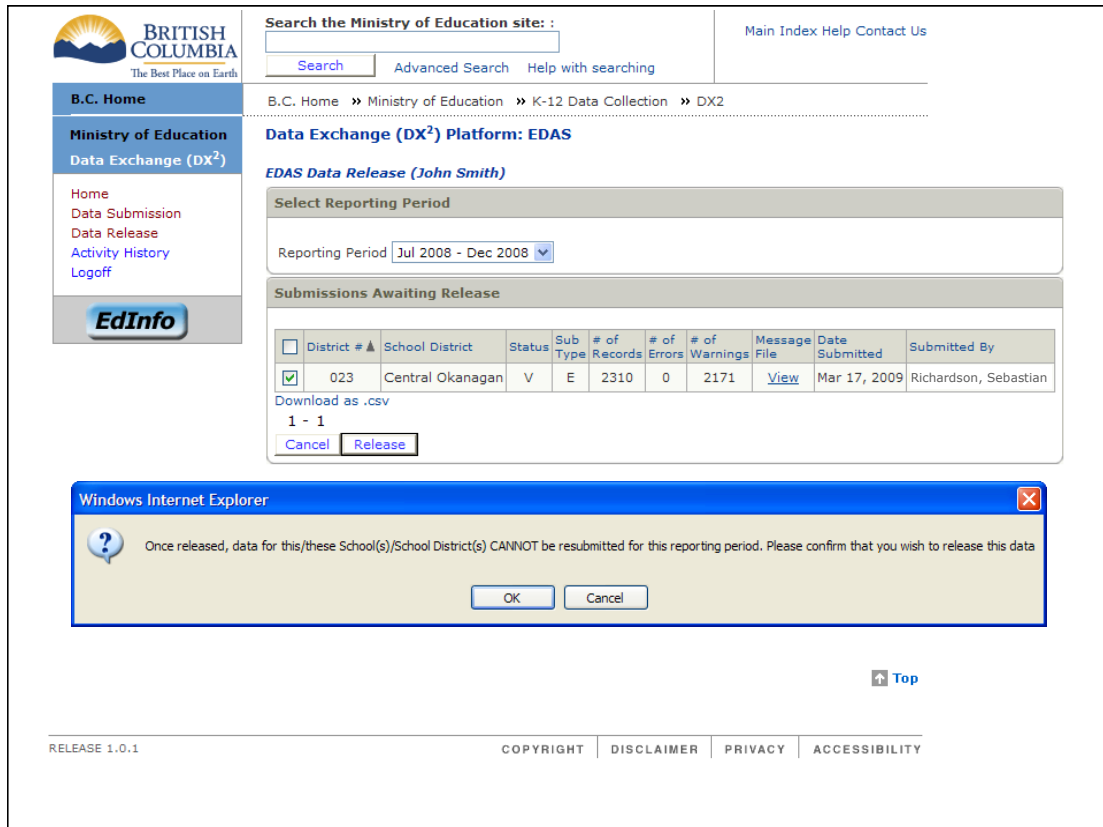 BRITISH
COLUMBIA
The Best Place on Earth
Search the Ministry of Education site: :
Search
Advanced Search Help with searching
Main Index Help Contact Us
B.C. Home
B.C. Home » Ministry of Education » K-12 Data Collection » DX2
Ministry of Education
Data Exchange (DX²)
Home
Data Submission
Data Release
Activity History
Logoff
EdInfo
Data Exchange (DX²) Platform: EDAS
EDAS Data Release (John Smith)
Select Reporting Period
Reporting Period Jul 2008 - Dec 2008
Submissions Awaiting Release
District # School District Status Sub Type # of Records # of Errors # of Warnings Message File Date Submitted Submitted By
023 Central Okanagan V E 2310 0 2171 View Mar 17, 2009 Richardson, Sebastian
Download as .csv
1 - 1
Cancel Release
Windows Internet Explorer
Once released, data for this/these School(s)/School District(s) CANNOT be resubmitted for this reporting period. Please confirm that you wish to release this data
OK Cancel
Top
RELEASE 1.0.1
COPYRIGHT DISCLAIMER PRIVACY ACCESSIBILITY